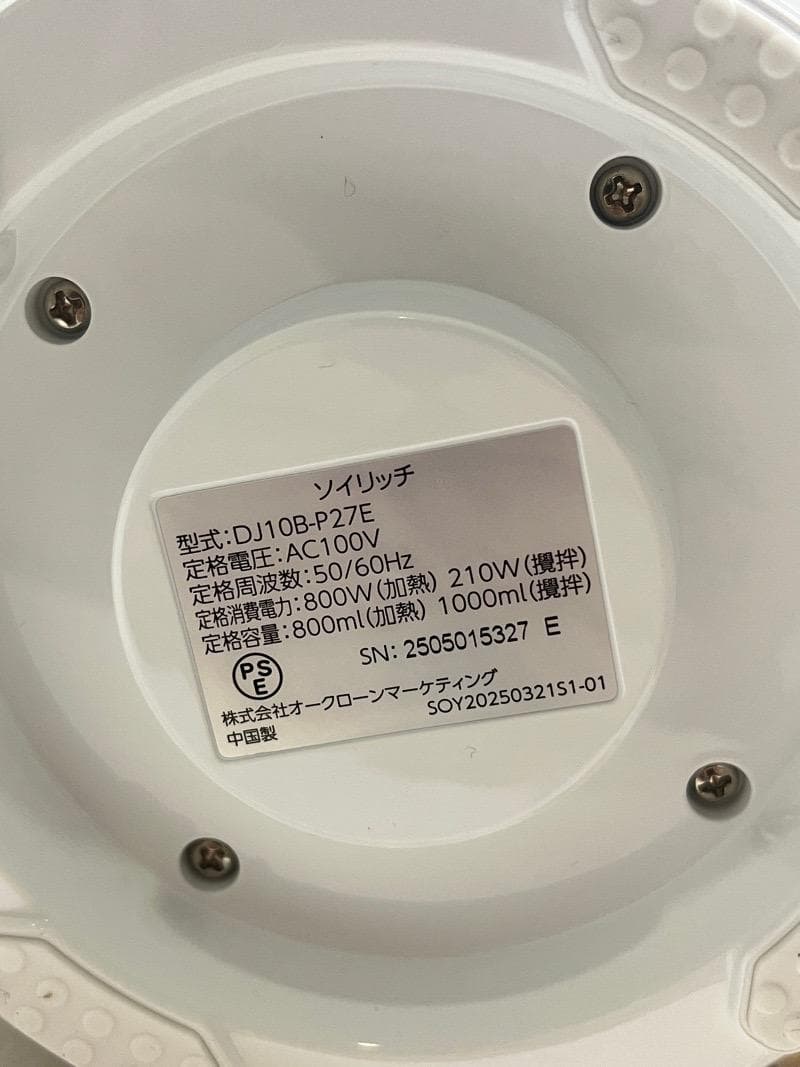 ソイリッチ
型式:DJ10B-P27E
定格電圧:AC100V
定格周波数:50/60Hz
定格消費電力:800W(加熱) 210W(攪拌)
定格容量:800ml(加熱) 1000ml(攪拌)
SN: 2505015327 E
PS
E
株式会社オークローンマーケティング
中国製
SOY20250321S1-01